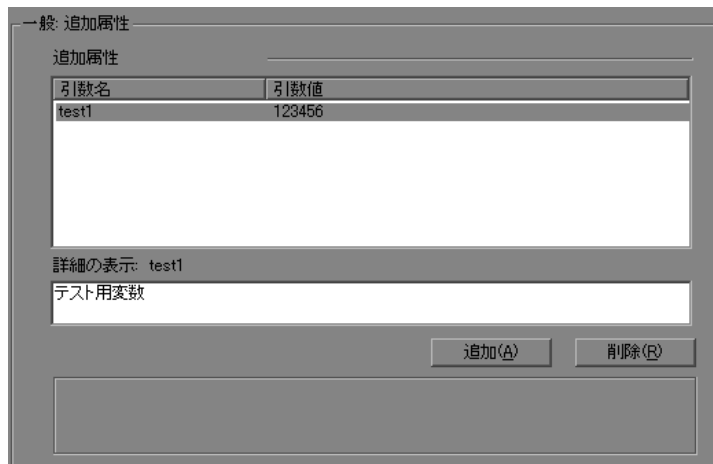 一般: 追加属性
追加属性
引数名 引数値
test1 123456
詳細の表示: test1
テスト用変数
追加(A) 削除(R)